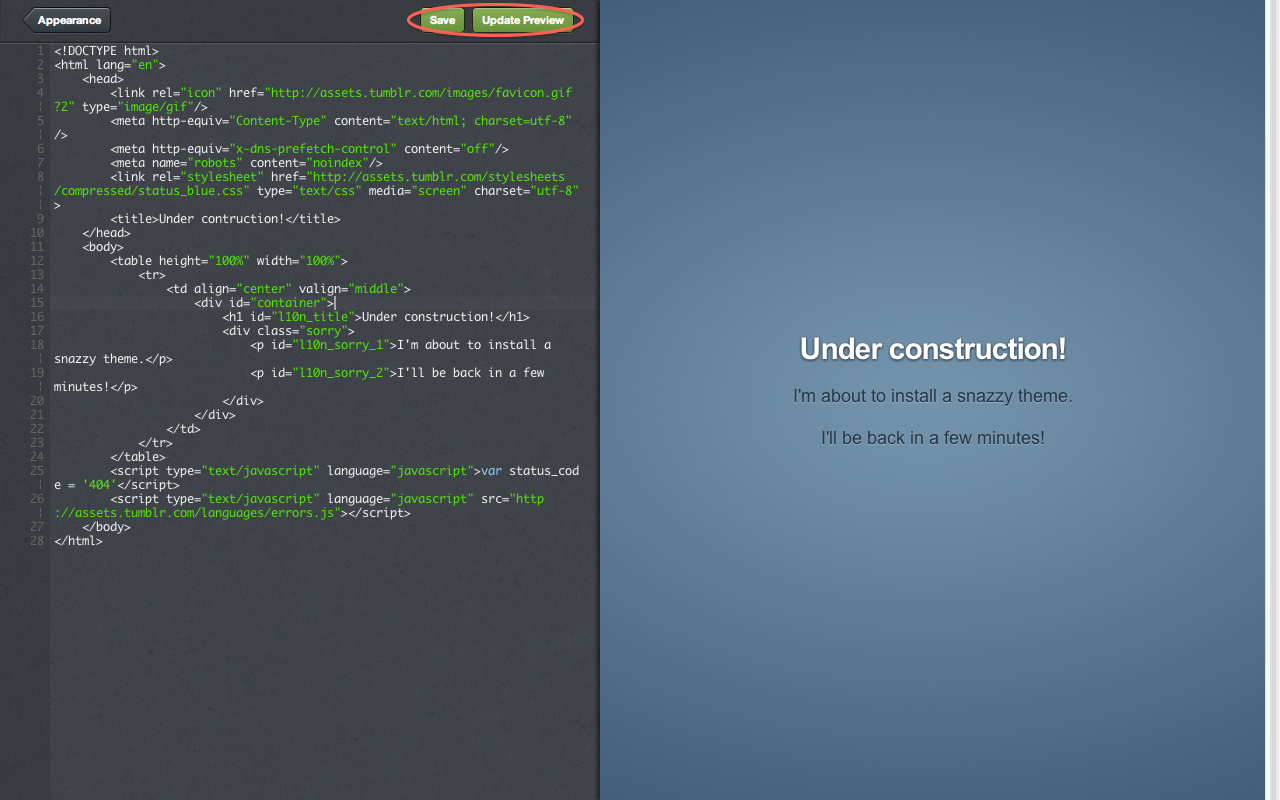 Appearance
Save
Update Preview
1 <!DOCTYPE html>
2 <html lang="en">
3 <head>
4 <link rel="icon" href="http://assets.tumblr.com/images/favicon.gif
?2" type="image/gif"/>
5 <meta http-equiv="Content-Type" content="text/html; charset=utf-8"
/>
6 <meta http-equiv="x-dns-prefetch-control" content="off"/>
7 <meta name="robots" content="noindex"/>
8 <link rel="stylesheet" href="http://assets.tumblr.com/stylesheets
/compressed/status_blue.css" type="text/css" media="screen" charset="utf-8"
>
9 <title>Under contruction!</title>
10 </head>
11 <body>
12 <table height="100%" width="100%">
13 <tr>
14 <td align="center" valign="middle">
15 <div id="container">
16 <h1 id="l10n_title">Under construction!</h1>
17 <div class="sorry">
18 <p id="l10n_sorry_1">I'm about to install a
snazzy theme.</p>
19 <p id="l10n_sorry_2">I'll be back in a few
minutes!</p>
20 </div>
21 </div>
22 </td>
23 </tr>
24 </table>
25 <script type="text/javascript" language="javascript">var status_cod
e = '404'</script>
26 <script type="text/javascript" language="javascript" src="http
://assets.tumblr.com/languages/errors.js"></script>
27 </body>
28 </html>
Under construction!
I'm about to install a snazzy theme.
I'll be back in a few minutes!